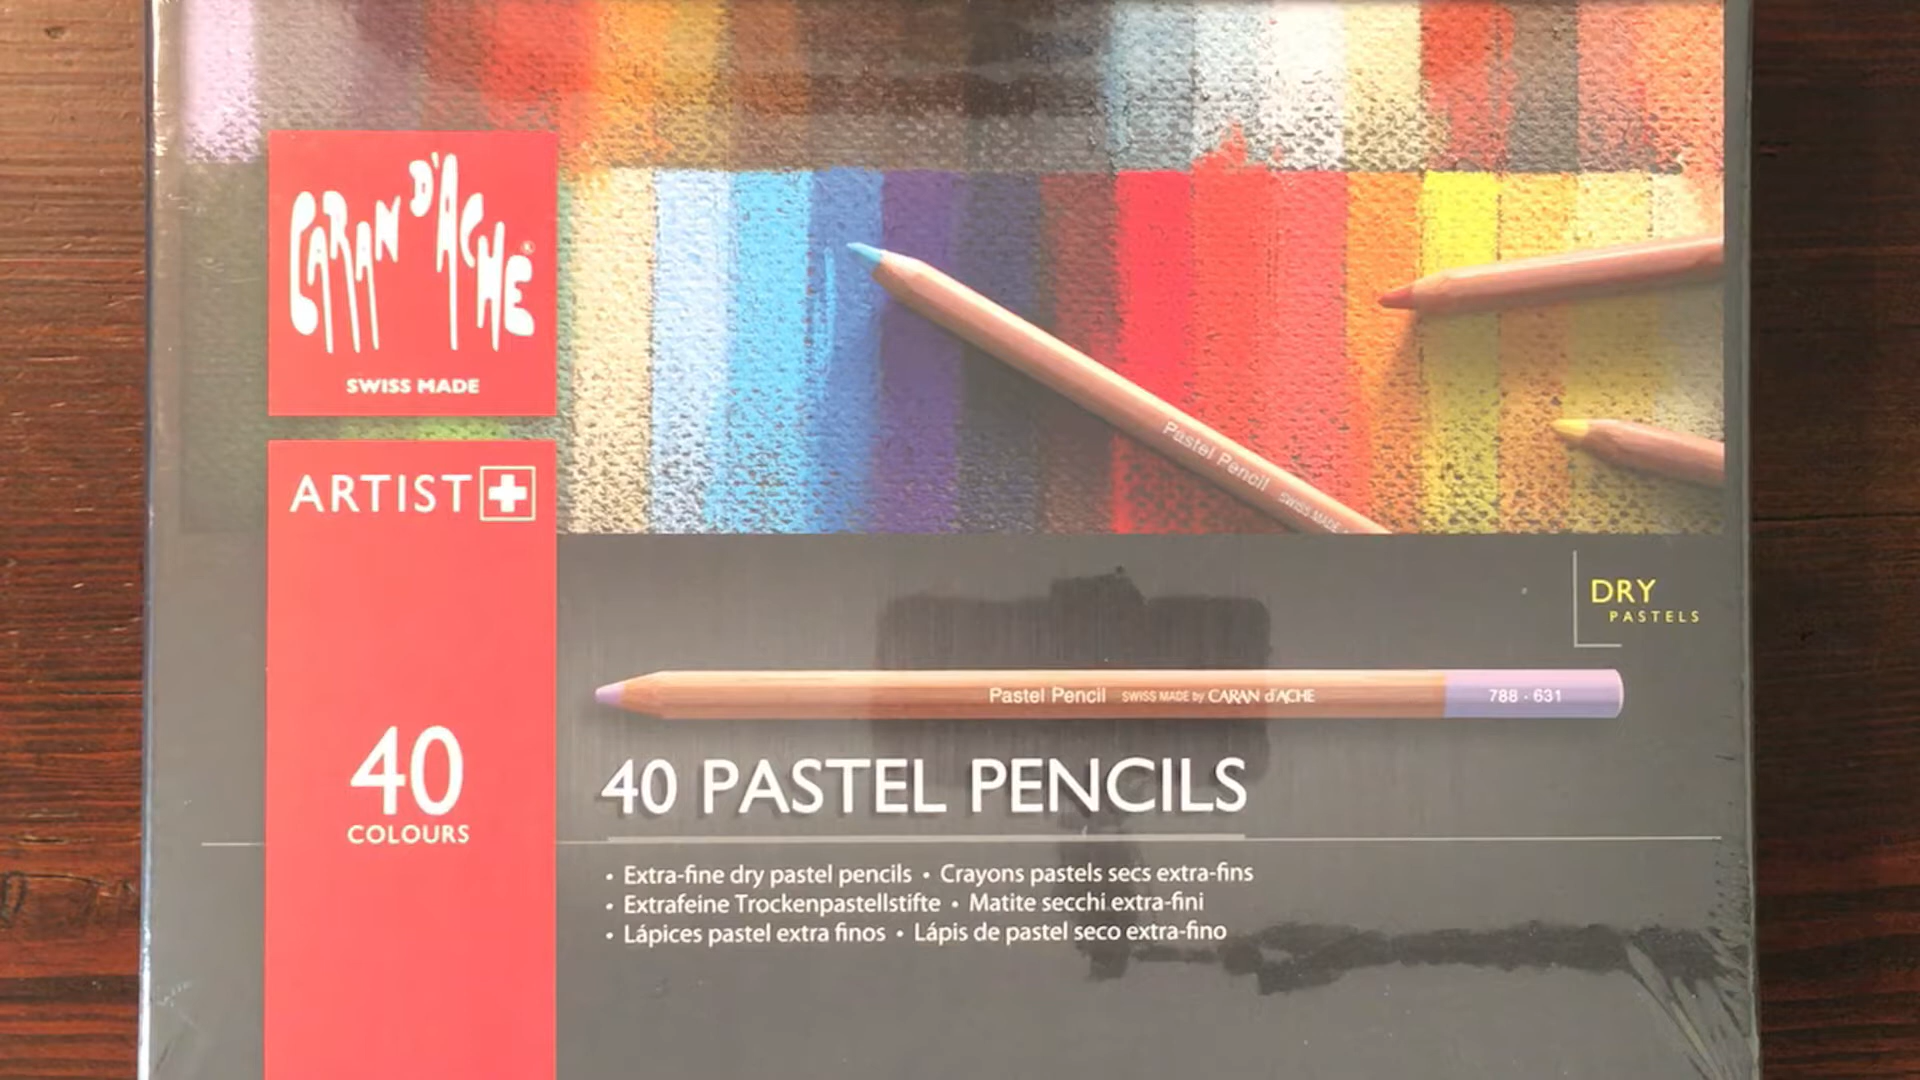 CARAN D'ACHE®
SWISS MADE
ARTIST
Pastel Pencil SWISS MADE
DRY
PASTELS
Pastel Pencil SWISS MADE by CARAN d'ACHE 788 · 631
40
COLOURS
40 PASTEL PENCILS
• Extra-fine dry pastel pencils • Crayons pastels secs extra-fins
• Extrafeine Trockenpastellstifte • Matite secchi extra-fini
• Lápices pastel extra finos • Lápis de pastel seco extra-fino